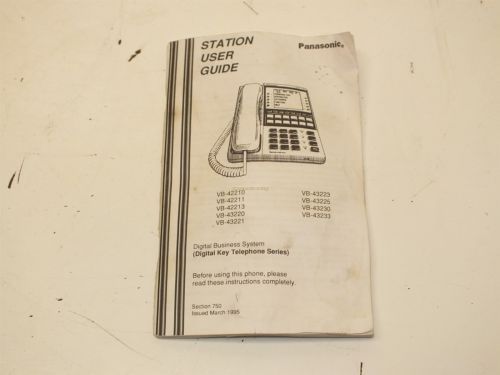 STATION
USER
GUIDE
Panasonic
VB-42210
VB-42211
VB-42213
VB-43220
VB-43221
VB-43223
VB-43225
VB-43230
VB-43233
Digital Business System
(Digital Key Telephone Series)
Before using this phone, please
read these instructions completely.
Section 750
Issued March 1995